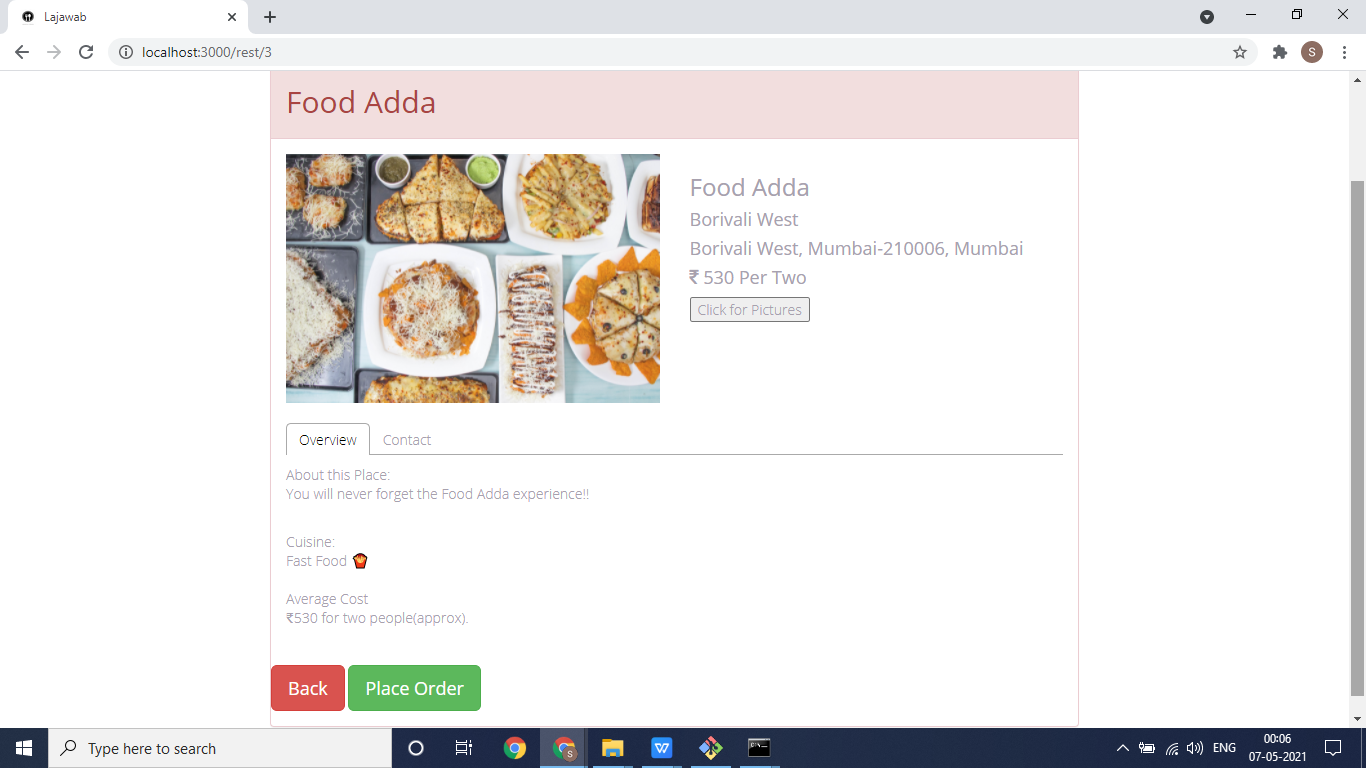 Lajawab
localhost:3000/rest/3
S
Food Adda
Food Adda
Borivali West
Borivali West, Mumbai-210006, Mumbai
₹ 530 Per Two
Click for Pictures
Overview Contact
About this Place:
You will never forget the Food Adda experience!!
Cuisine:
Fast Food
Average Cost
₹530 for two people(approx).
Back Place Order
Type here to search
S
W
ENG
00:06
07-05-2021